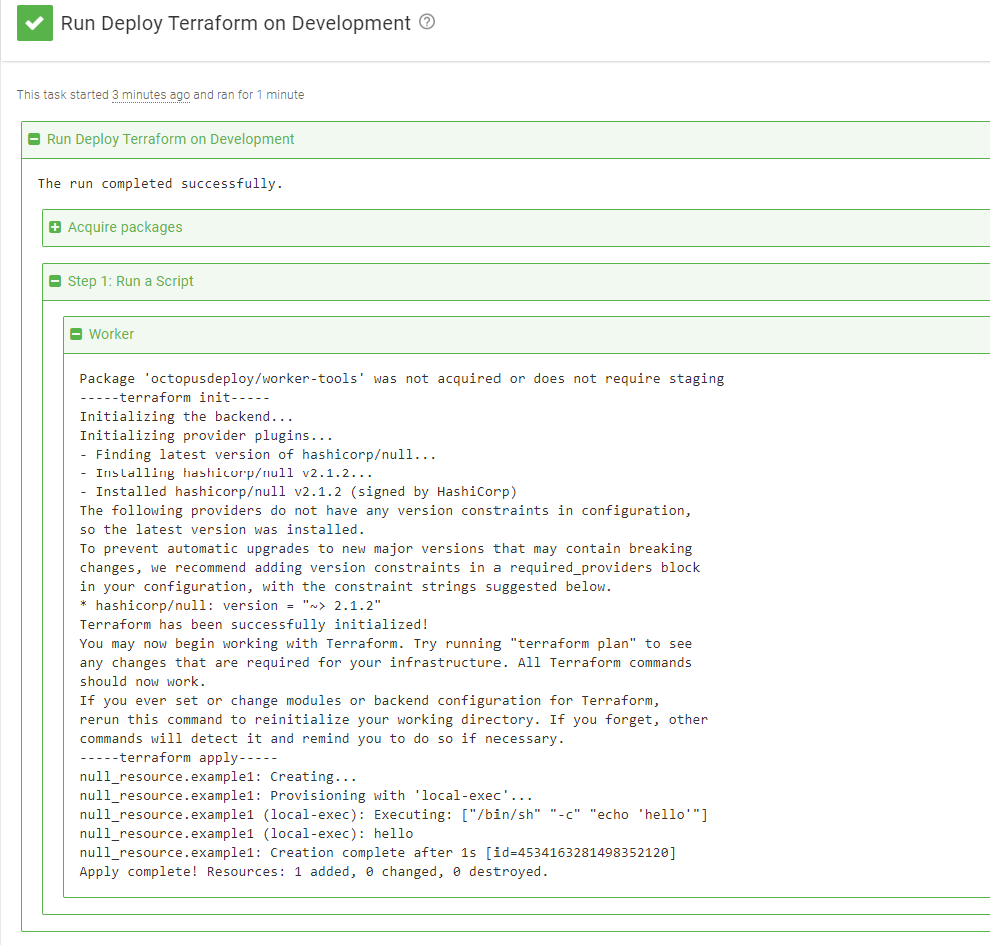 Run Deploy Terraform on Development ?
This task started 3 minutes ago and ran for 1 minute
Run Deploy Terraform on Development
The run completed successfully.
Acquire packages
Step 1: Run a Script
Worker
Package 'octopusdeploy/worker-tools' was not acquired or does not require staging
-----terraform init-----
Initializing the backend...
Initializing provider plugins...
- Finding latest version of hashicorp/null...
- Installing hashicorp/null v2.1.2...
- Installed hashicorp/null v2.1.2 (signed by HashiCorp)
The following providers do not have any version constraints in configuration,
so the latest version was installed.
To prevent automatic upgrades to new major versions that may contain breaking
changes, we recommend adding version constraints in a required_providers block
in your configuration, with the constraint strings suggested below.
* hashicorp/null: version = "~> 2.1.2"
Terraform has been successfully initialized!
You may now begin working with Terraform. Try running "terraform plan" to see
any changes that are required for your infrastructure. All Terraform commands
should now work.
If you ever set or change modules or backend configuration for Terraform,
rerun this command to reinitialize your working directory. If you forget, other
commands will detect it and remind you to do so if necessary.
-----terraform apply-----
null_resource.example1: Creating...
null_resource.example1: Provisioning with 'local-exec'...
null_resource.example1 (local-exec): Executing: ["/bin/sh" "-c" "echo 'hello'"]
null_resource.example1 (local-exec): hello
null_resource.example1: Creation complete after 1s [id=4534163281498352120]
Apply complete! Resources: 1 added, 0 changed, 0 destroyed.